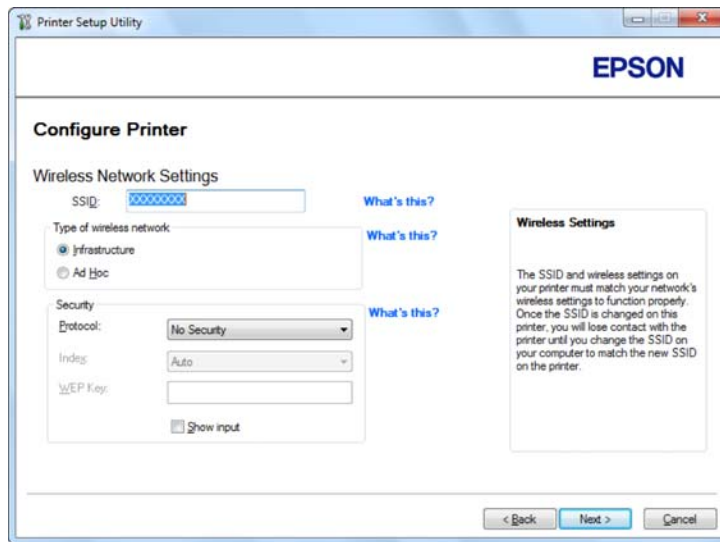 Printer Setup Utility
EPSON
Configure Printer
Wireless Network Settings
SSID: XXXXXXXXX What's this?
Type of wireless network What's this?
Infrastructure
Ad Hoc
Security What's this?
Protocol: No Security
Index: Auto
WEP Key:
Show input
Wireless Settings
The SSID and wireless settings on
your printer must match your network's
wireless settings to function properly.
Once the SSID is changed on this
printer, you will lose contact with the
printer until you change the SSID on
your computer to match the new SSID
on the printer.
< Back Next > Cancel